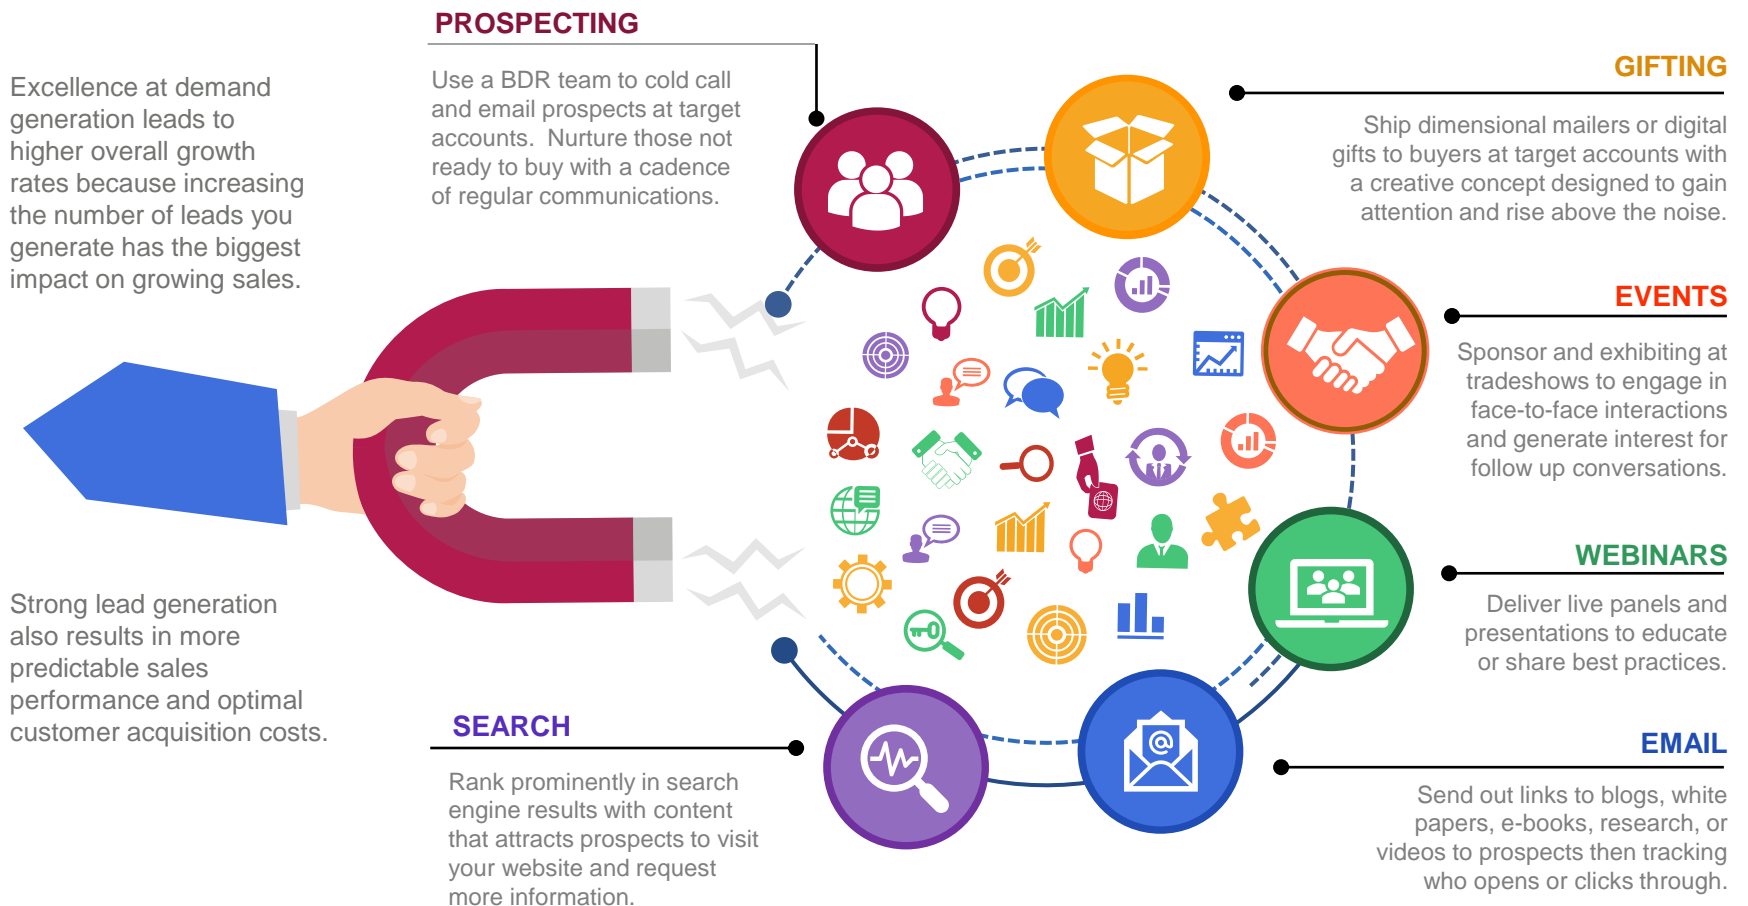 Excellence at demand
generation leads to
higher overall growth
rates because increasing
the number of leads you
generate has the biggest
impact on growing sales.
Strong lead generation
also results in more
predictable sales
performance and optimal
customer acquisition costs.
PROSPECTING
Use a BDR team to cold call
and email prospects at target
accounts.  Nurture those not
ready to buy with a cadence
of regular communications.
GIFTING
Ship dimensional mailers or digital
gifts to buyers at target accounts with
a creative concept designed to gain
attention and rise above the noise.
EVENTS
Sponsor and exhibiting at
tradeshows to engage in
face-to-face interactions
and generate interest for
follow up conversations.
WEBINARS
Deliver live panels and
presentations to educate
or share best practices.
EMAIL
Send out links to blogs, white
papers, e-books, research, or
videos to prospects then tracking
who opens or clicks through.
@
SEARCH
Rank prominently in search
engine results with content
that attracts prospects to visit
your website and request
more information.